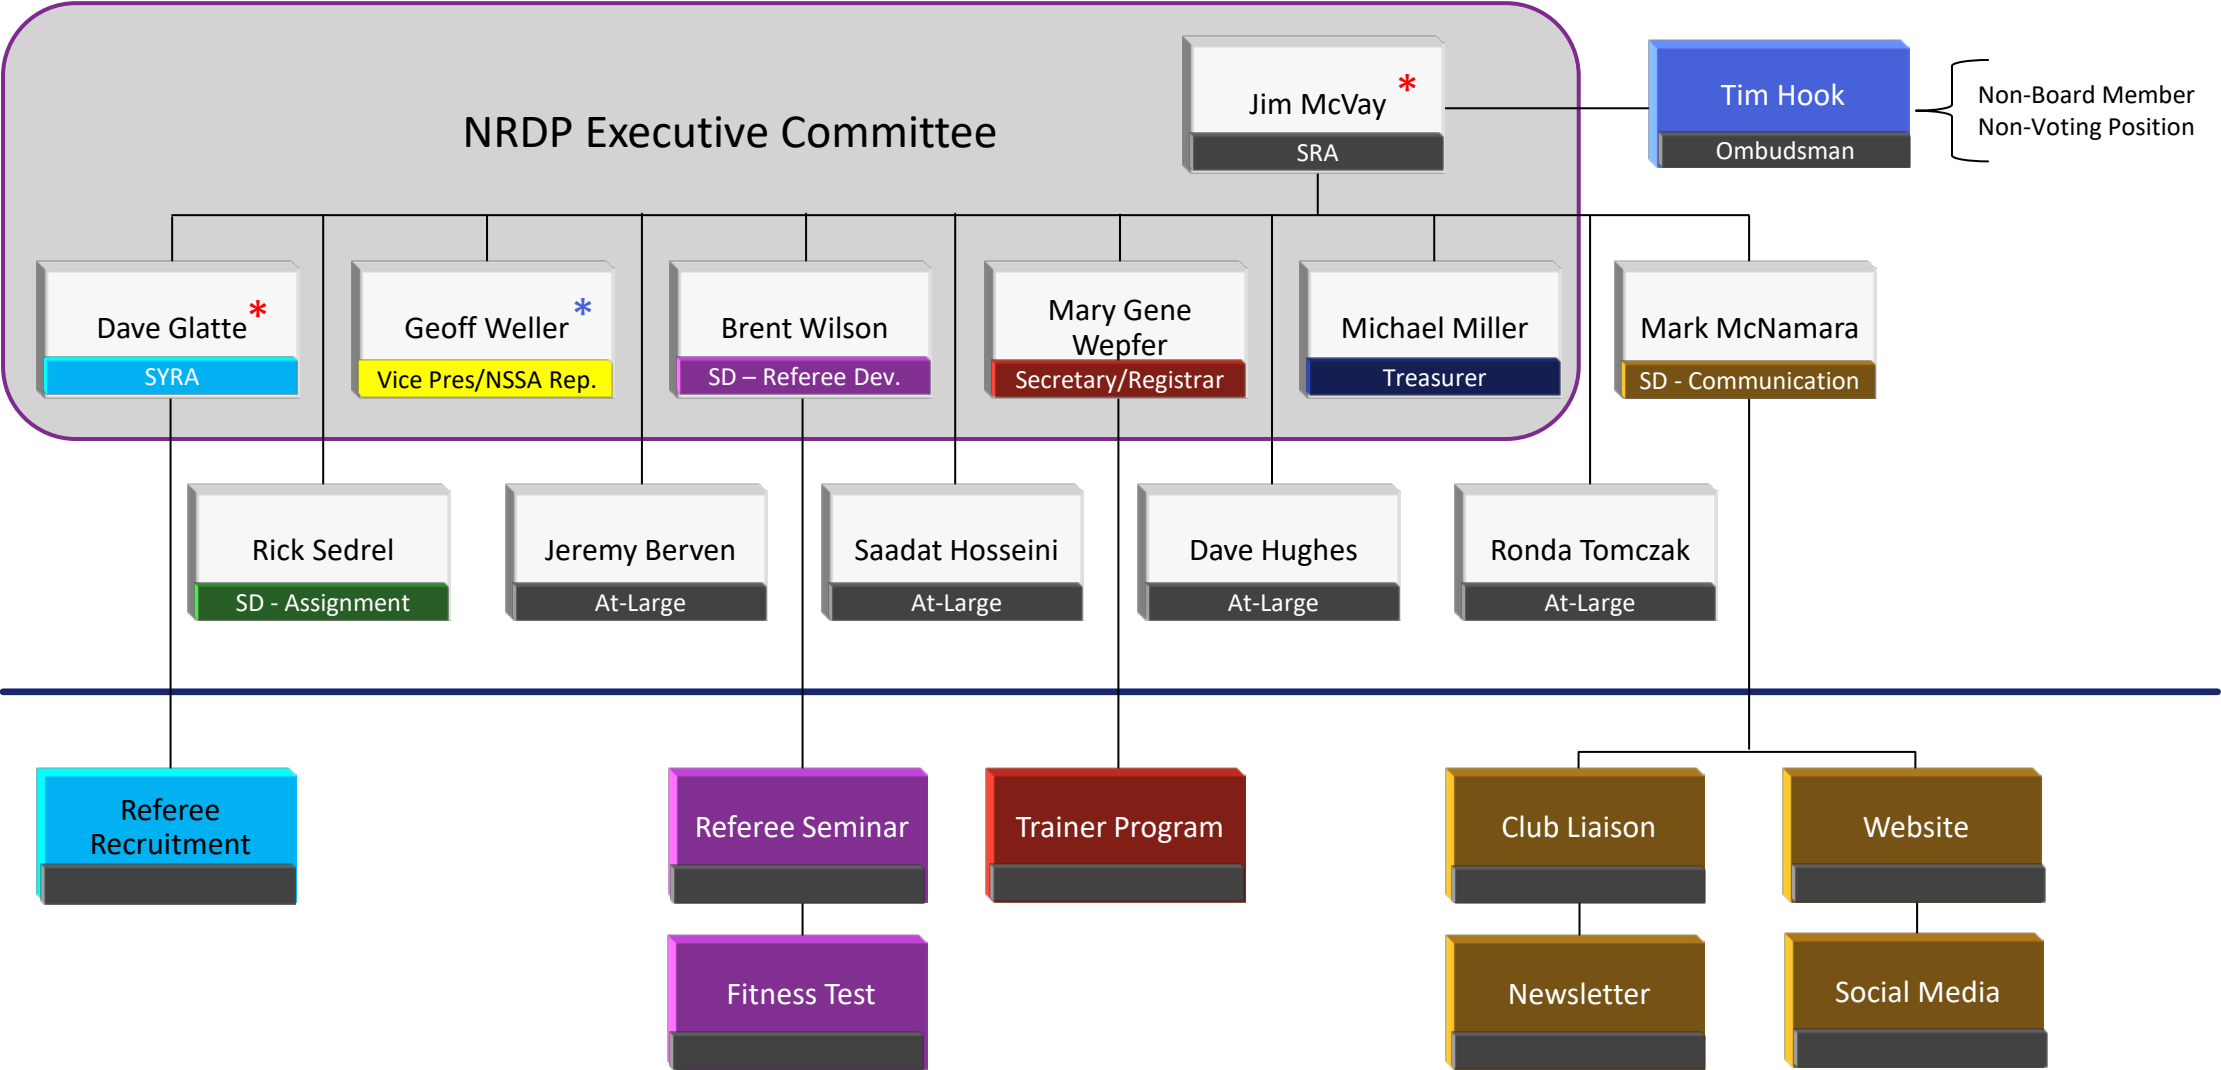 NRDP Executive Committee
Jim McVay *
SRA
Tim Hook
Ombudsman
Non-Board Member
Non-Voting Position
Dave Glatte *
SYRA
Geoff Weller *
Vice Pres/NSSA Rep.
Brent Wilson
SD – Referee Dev.
Mary Gene
Wepfer
Secretary/Registrar
Michael Miller
Treasurer
Mark McNamara
SD - Communication
Rick Sedrel
SD - Assignment
Jeremy Berven
At-Large
Saadat Hosseini
At-Large
Dave Hughes
At-Large
Ronda Tomczak
At-Large
Referee
Recruitment
Referee Seminar
Trainer Program
Club Liaison
Website
Fitness Test
Newsletter
Social Media